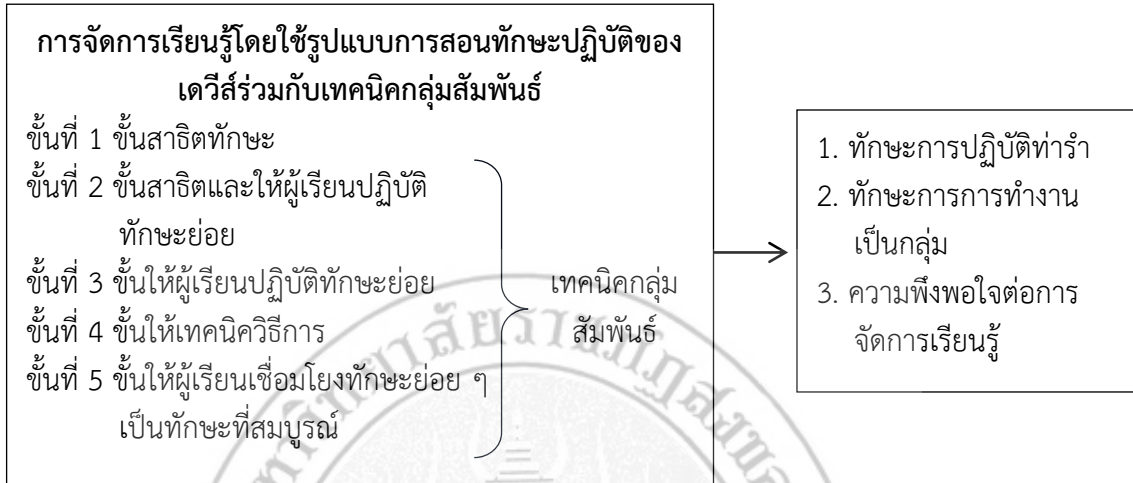 การจัดการเรียนรู้โดยใช้รูปแบบการสอนทักษะปฏิบัติของ
เดวีส์ร่วมกับเทคนิคกลุ่มสัมพันธ์
ขั้นที่ 1 ขั้นสาธิตทักษะ
ขั้นที่ 2 ขั้นสาธิตและให้ผู้เรียนปฏิบัติ
ทักษะย่อย
ขั้นที่ 3 ขั้นให้ผู้เรียนปฏิบัติทักษะย่อย
ขั้นที่ 4 ขั้นให้เทคนิควิธีการ
ขั้นที่ 5 ขั้นให้ผู้เรียนเชื่อมโยงทักษะย่อย ๆ
เป็นทักษะที่สมบูรณ์
เทคนิคกลุ่ม
สัมพันธ์
1. ทักษะการปฏิบัติท่ารำ
2. ทักษะการการทำงาน
เป็นกลุ่ม
3. ความพึงพอใจต่อการ
จัดการเรียนรู้